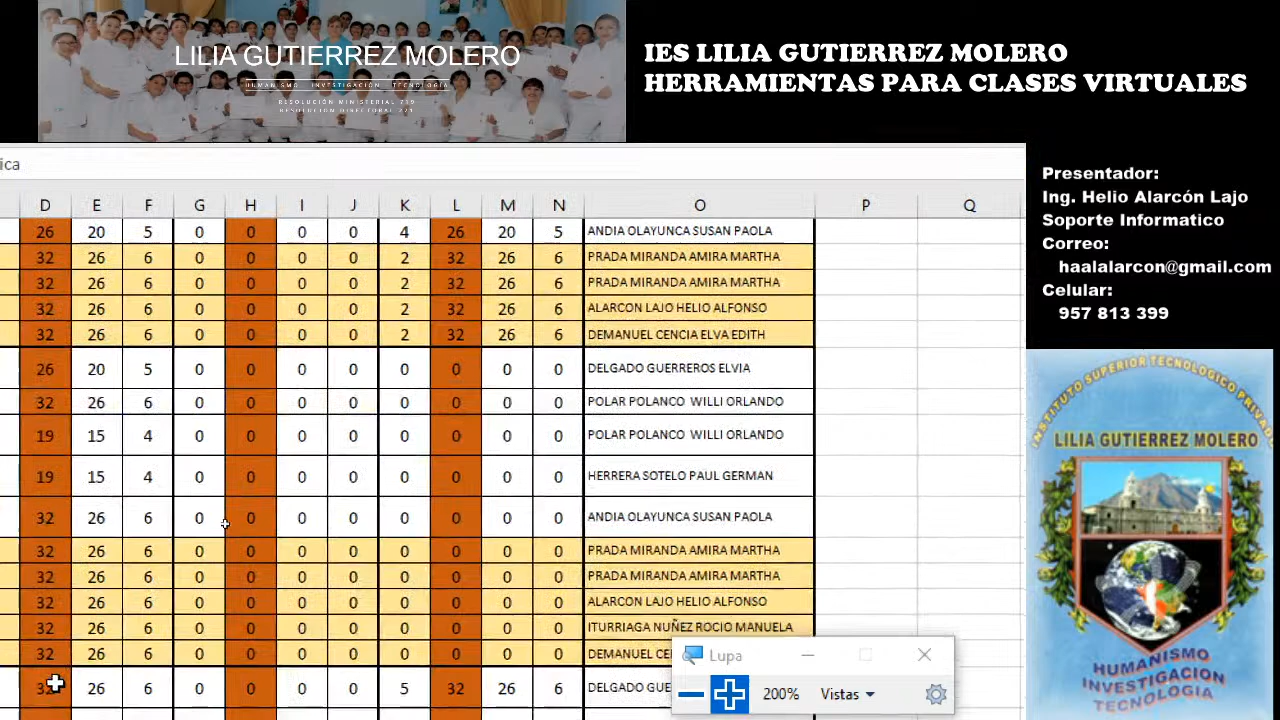 LILIA GUTIERREZ MOLERO
HUMANISMO INVESTIGACIÓN TECNOLOGÍA
RESOLUCIÓN MINISTERIAL 719
IES LILIA GUTIERREZ MOLERO
HERRAMIENTAS PARA CLASES VIRTUALES
ica
Presentador:
Ing. Helio Alarcón Lajo
Soporte Informatico
Correo:
haalalarcon@gmail.com
Celular:
957 813 399
D E F G H I J K L M N O P Q
26 20 5 0 0 0 0 4 26 20 5 ANDIA OLAYUNCA SUSAN PAOLA
32 26 6 0 0 0 0 2 32 26 6 PRADA MIRANDA AMIRA MARTHA
32 26 6 0 0 0 0 2 32 26 6 PRADA MIRANDA AMIRA MARTHA
32 26 6 0 0 0 0 2 32 26 6 ALARCON LAJO HELIO ALFONSO
32 26 6 0 0 0 0 2 32 26 6 DEMANUEL CENCIA ELVA EDITH
26 20 5 0 0 0 0 0 0 0 0 DELGADO GUERREROS ELVIA
32 26 6 0 0 0 0 0 0 0 0 POLAR POLANCO WILLI ORLANDO
19 15 4 0 0 0 0 0 0 0 0 POLAR POLANCO WILLI ORLANDO
19 15 4 0 0 0 0 0 0 0 0 HERRERA SOTELO PAUL GERMAN
32 26 6 0 0 0 0 0 0 0 0 ANDIA OLAYUNCA SUSAN PAOLA
32 26 6 0 0 0 0 0 0 0 0 PRADA MIRANDA AMIRA MARTHA
32 26 6 0 0 0 0 0 0 0 0 PRADA MIRANDA AMIRA MARTHA
32 26 6 0 0 0 0 0 0 0 0 ALARCON LAJO HELIO ALFONSO
32 26 6 0 0 0 0 0 0 0 0 ITURRIAGA NUÑEZ ROCIO MANUELA
32 26 6 0 0 0 0 0 0 0 0 DEMANUEL CE
26 6 0 0 0 0 5 32 26 6 DELGADO GUE
Lupa
200% Vistas
INSTITUTO SUPERIOR TECNOLOGICO PRIVAD
LILIA GUTIERREZ MOLERO
HUMANISMO
INVESTIGACION
TECNOLOGIA